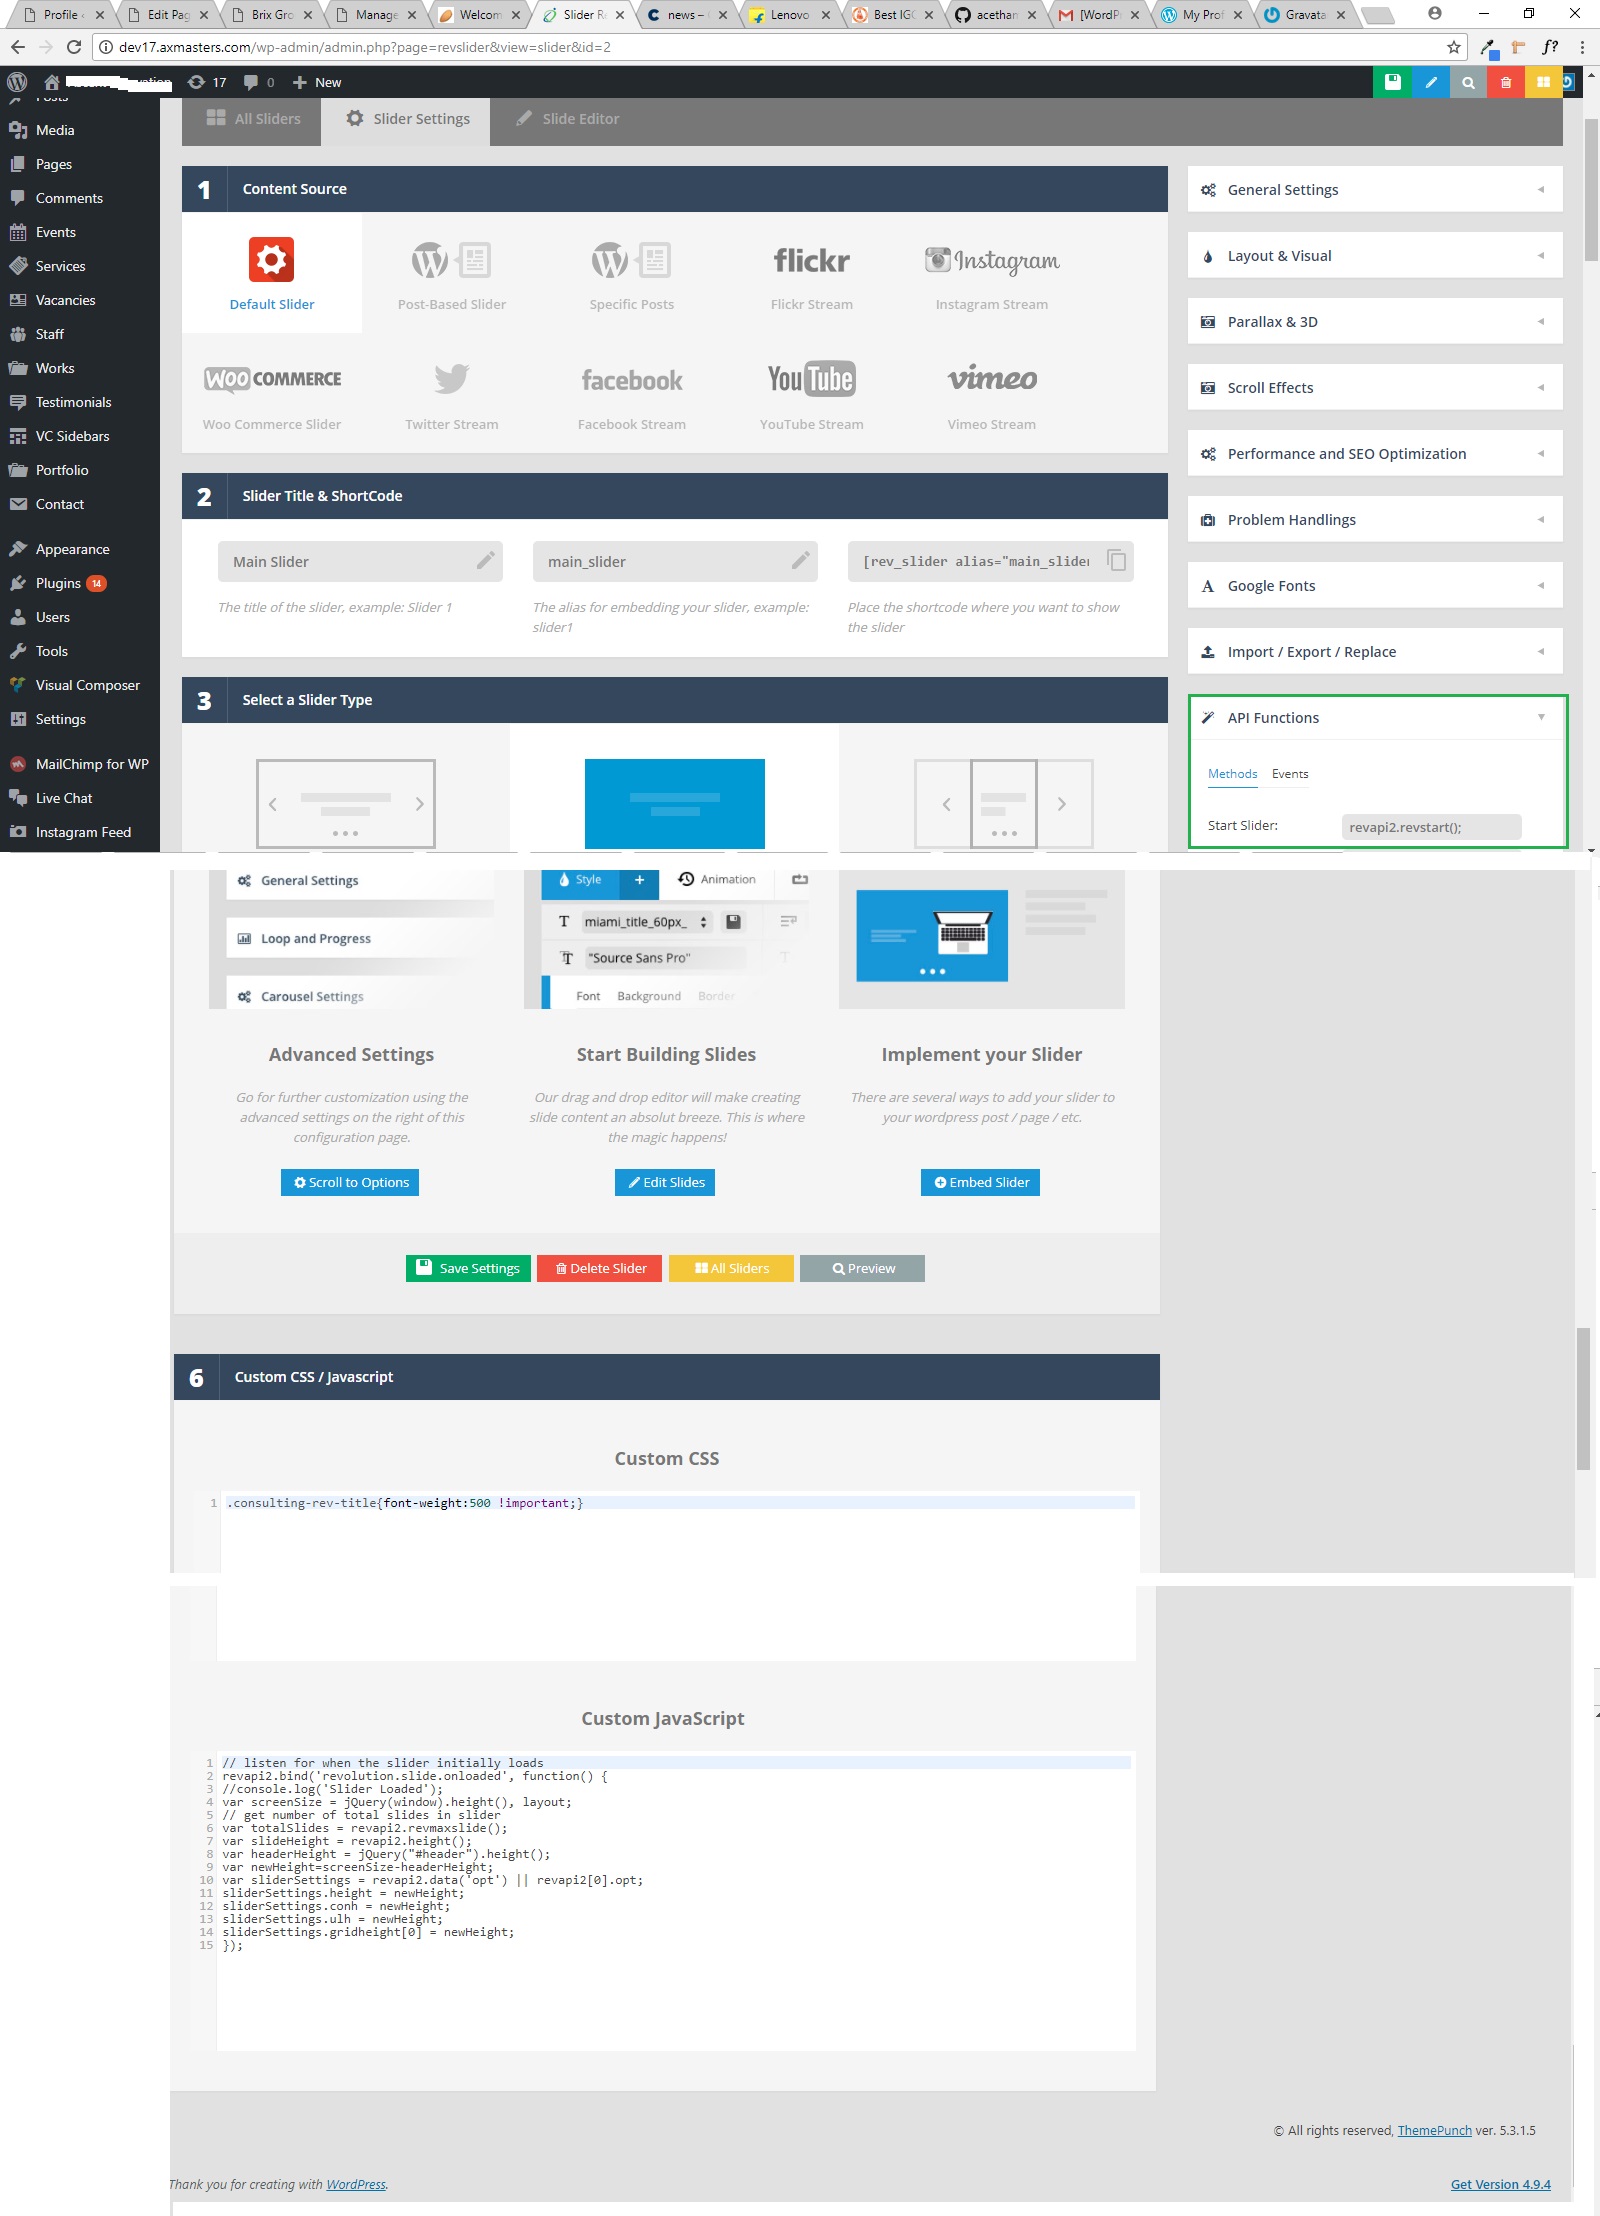 Profile
Edit Pag
Brix Gro
Manage
Welcom
Slider R
news –
Lenovo
Best IGC
acethan
[WordP
My Prof
Gravata
dev17.axmasters.com/wp-admin/admin.php?page=revslider&view=slider&id=2
f?
17
0
New
Posts
Media
Pages
Comments
Events
Services
Vacancies
Staff
Works
Testimonials
VC Sidebars
Portfolio
Contact
Appearance
Plugins 14
Users
Tools
Visual Composer
Settings
MailChimp for WP
Live Chat
Instagram Feed
All Sliders
Slider Settings
Slide Editor
1 Content Source
flickr
Instagram
Default Slider
Post-Based Slider
Specific Posts
Flickr Stream
Instagram Stream
WOO COMMERCE
facebook
YouTube
vimeo
Woo Commerce Slider
Twitter Stream
Facebook Stream
YouTube Stream
Vimeo Stream
2 Slider Title & ShortCode
Main Slider
main_slider
[rev_slider alias="main_slider
The title of the slider, example: Slider 1
The alias for embedding your slider, example:
slider1
Place the shortcode where you want to show
the slider
3 Select a Slider Type
General Settings
Layout & Visual
Parallax & 3D
Scroll Effects
Performance and SEO Optimization
Problem Handlings
Google Fonts
Import / Export / Replace
API Functions
Methods Events
Start Slider: revapi2.revstart();
General Settings
Loop and Progress
Carousel Settings
Style
+
Animation
miami_title_60px_
"Source Sans Pro"
Font Background Border
Advanced Settings
Go for further customization using the
advanced settings on the right of this
configuration page.
Scroll to Options
Start Building Slides
Our drag and drop editor will make creating
slide content an absolut breeze. This is where
the magic happens!
Edit Slides
Implement your Slider
There are several ways to add your slider to
your wordpress post / page / etc.
Embed Slider
Save Settings
Delete Slider
All Sliders
Preview
6 Custom CSS / Javascript
Custom CSS
1 .consulting-rev-title{font-weight:500 !important;}
Custom JavaScript
1 // listen for when the slider initially loads
2 revapi2.bind('revolution.slide.onloaded', function() {
3 //console.log('Slider Loaded');
4 var screenSize = jQuery(window).height(), layout;
5 // get number of total slides in slider
6 var totalSlides = revapi2.revmaxslide();
7 var slideHeight = revapi2.height();
8 var headerHeight = jQuery("#header").height();
9 var newHeight=screenSize-headerHeight;
10 var sliderSettings = revapi2.data('opt') || revapi2[0].opt;
11 sliderSettings.height = newHeight;
12 sliderSettings.conh = newHeight;
13 sliderSettings.ulh = newHeight;
14 sliderSettings.gridheight[0] = newHeight;
15 });
© All rights reserved, ThemePunch ver. 5.3.1.5
Thank you for creating with WordPress.
Get Version 4.9.4